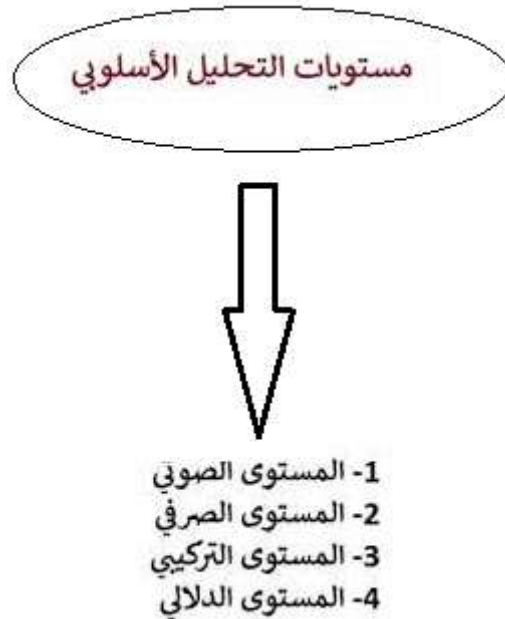 مستويات التحليل الأسلوبي
1- المستوى الصوتي
2- المستوى الصرفي
3- المستوى التركيبي
4- المستوى الدلالي